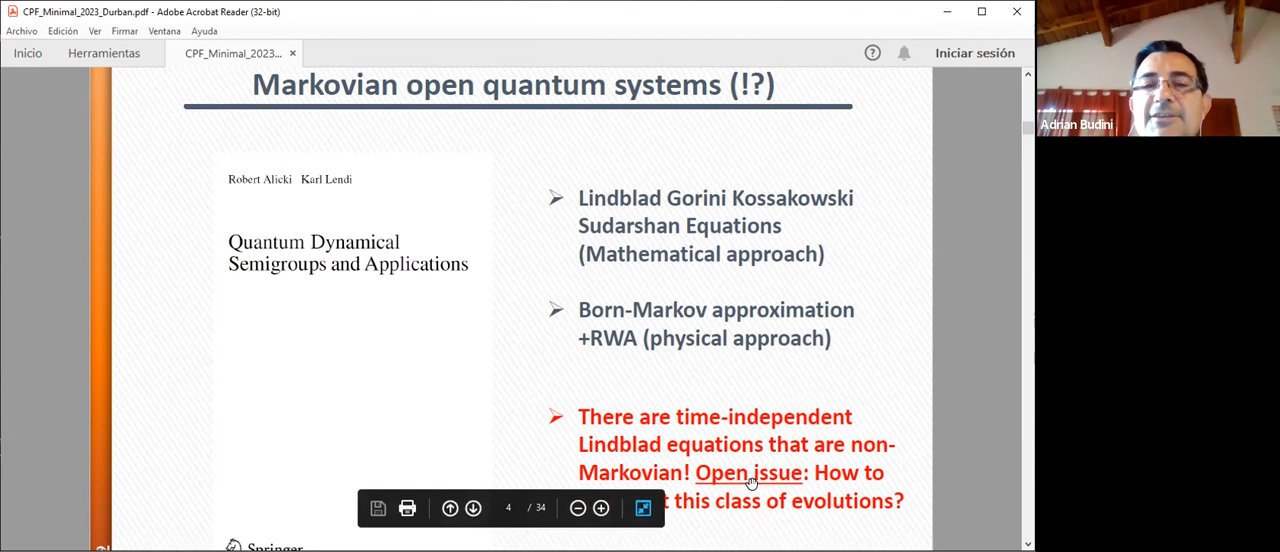 CPF_Minimal_2023_Durban.pdf - Adobe Acrobat Reader (32-bit)
Archivo Edición Ver Firmar Ventana Ayuda
Inicio Herramientas CPF_Minimal_2023... × Iniciar sesión
Markovian open quantum systems (!?)
Robert Alicki Karl Lendi
Quantum Dynamical
Semigroups and Applications
Springer
Lindblad Gorini Kossakowski
Sudarshan Equations
(Mathematical approach)
Born-Markov approximation
+RWA (physical approach)
There are time-independent
Lindblad equations that are non-
Markovian! Open issue: How to
this class of evolutions?
4 / 34
Adrian Budini